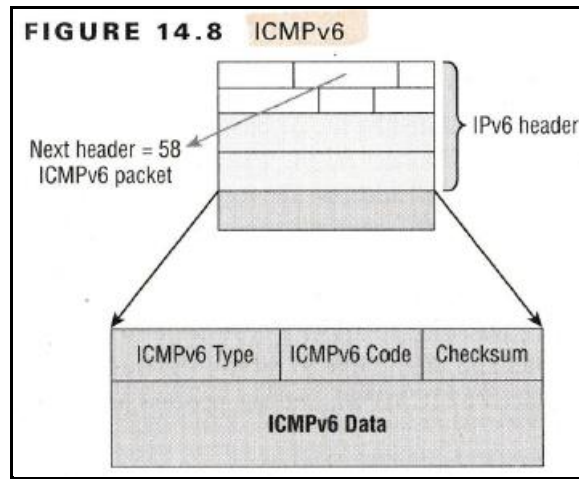 FIGURE 14.8 ICMPv6
IPv6 header
Next header = 58
ICMPv6 packet
ICMPv6 Type ICMPv6 Code Checksum
ICMPv6 Data